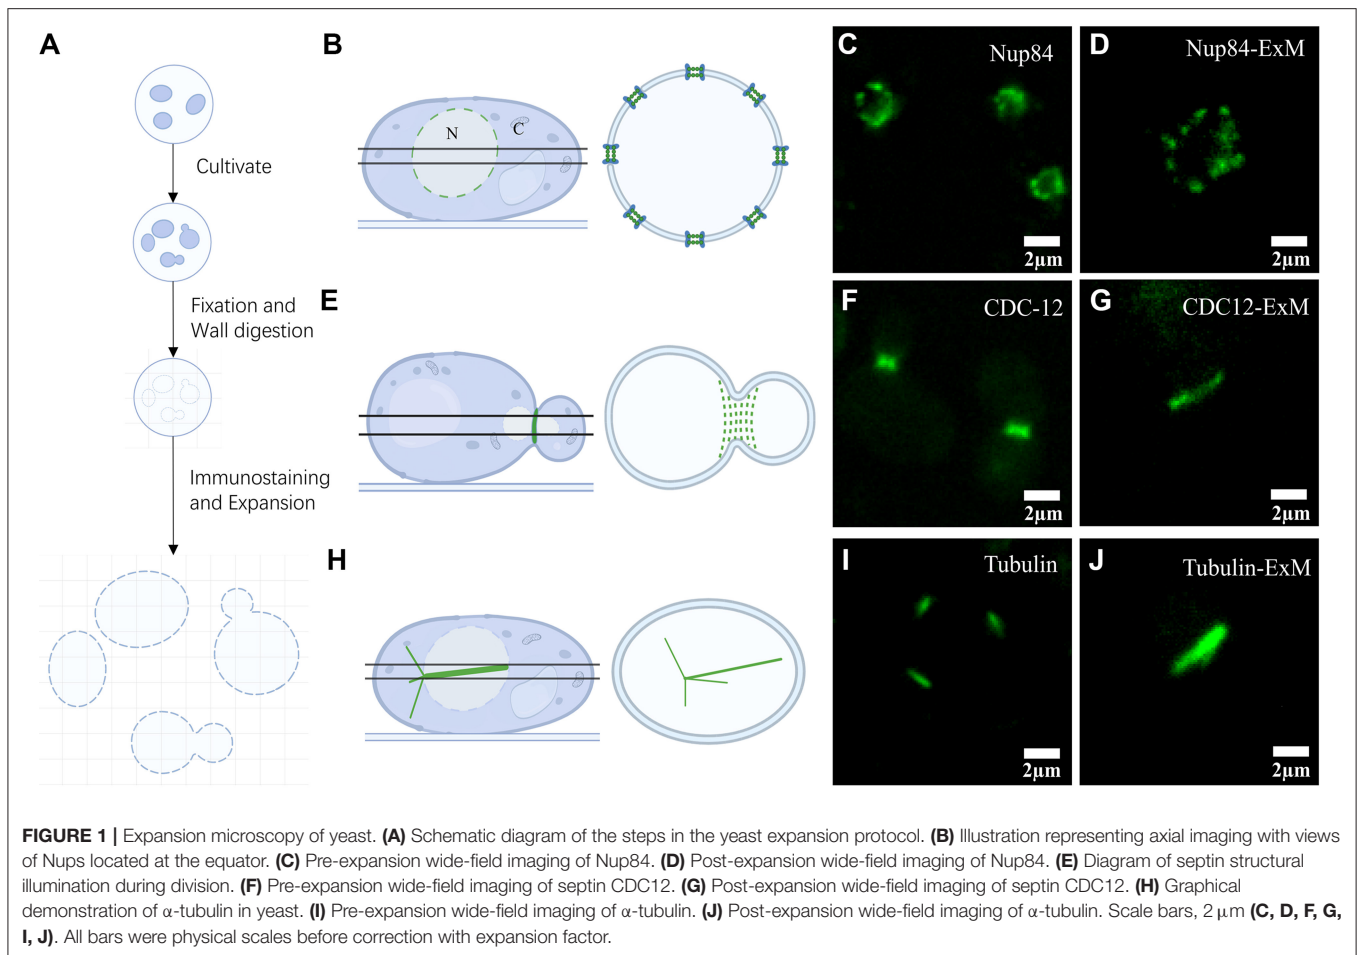 A
Cultivate
Fixation and
Wall digestion
Immunostaining
and Expansion
B
N
C
C
Nup84
2μm
D
Nup84-ExM
2μm
E
F
CDC-12
2μm
G
CDC12-ExM
2μm
H
I
Tubulin
2μm
J
Tubulin-ExM
2μm
FIGURE 1 | Expansion microscopy of yeast. (A) Schematic diagram of the steps in the yeast expansion protocol. (B) Illustration representing axial imaging with views
of Nups located at the equator. (C) Pre-expansion wide-field imaging of Nup84. (D) Post-expansion wide-field imaging of Nup84. (E) Diagram of septin structural
illumination during division. (F) Pre-expansion wide-field imaging of septin CDC12. (G) Post-expansion wide-field imaging of septin CDC12. (H) Graphical
demonstration of α-tubulin in yeast. (I) Pre-expansion wide-field imaging of α-tubulin. (J) Post-expansion wide-field imaging of α-tubulin. Scale bars, 2 μm (C, D, F, G,
I, J). All bars were physical scales before correction with expansion factor.